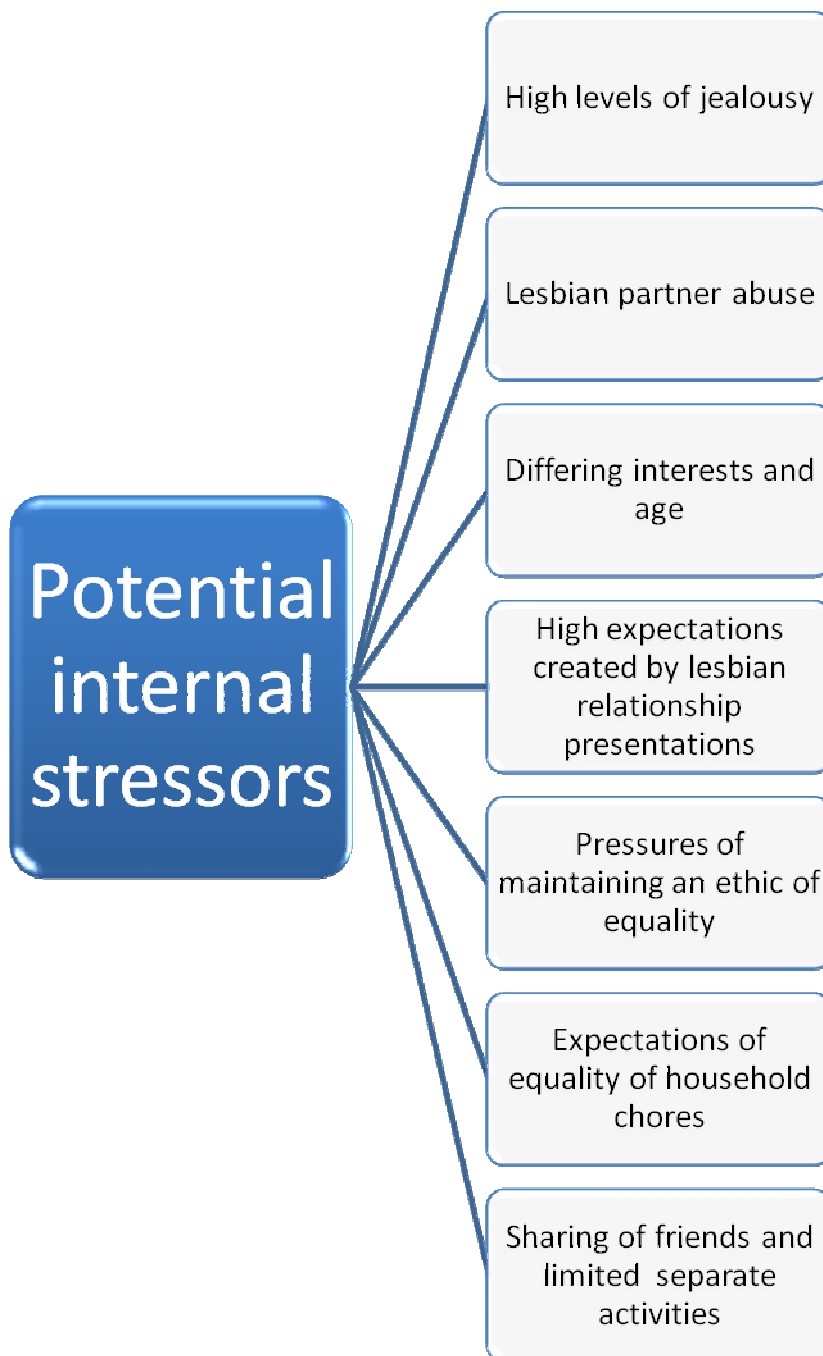 Potential
internal
stressors
High levels of jealousy
Lesbian partner abuse
Differing interests and
age
High expectations
created by lesbian
relationship
presentations
Pressures of
maintaining an ethic of
equality
Expectations of
equality of household
chores
Sharing of friends and
limited separate
activities